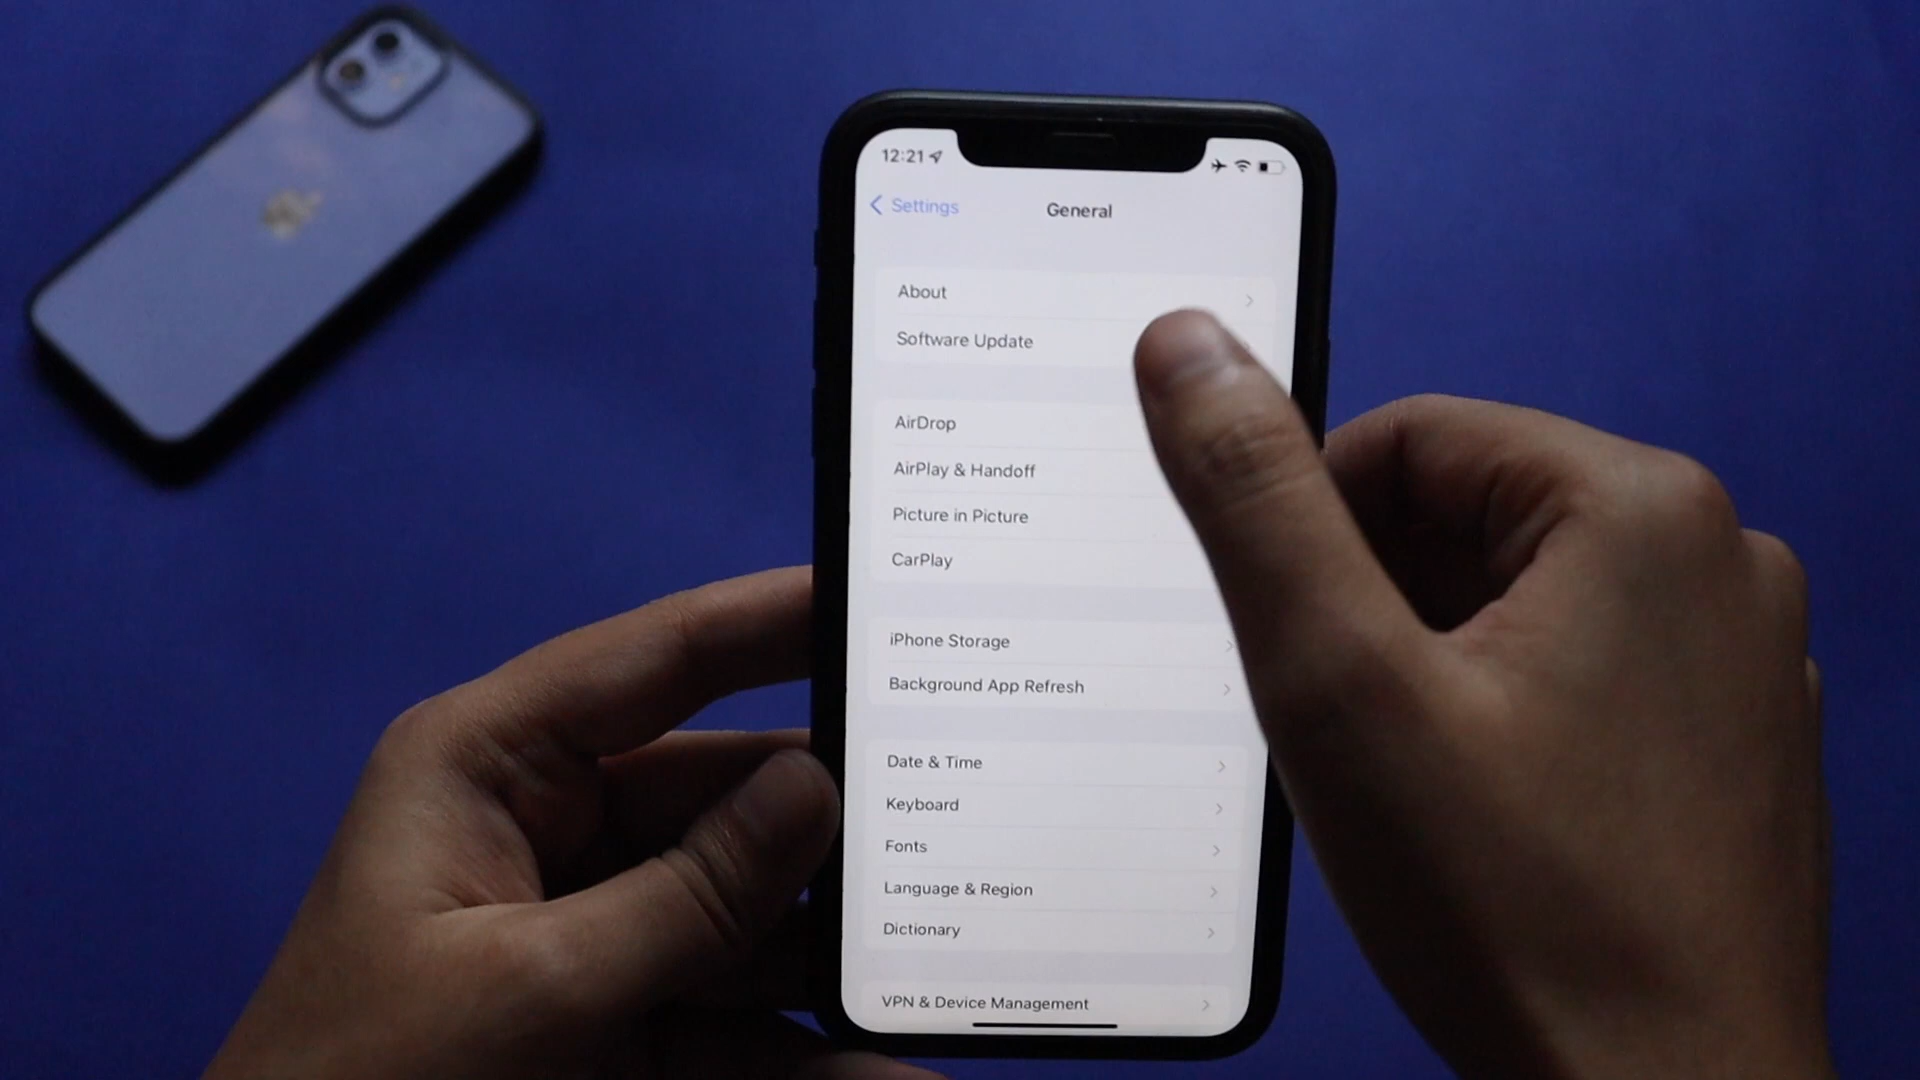 12:21
Settings
General
About
Software Update
AirDrop
AirPlay & Handoff
Picture in Picture
CarPlay
iPhone Storage
Background App Refresh
Date & Time
Keyboard
Fonts
Language & Region
Dictionary
VPN & Device Management